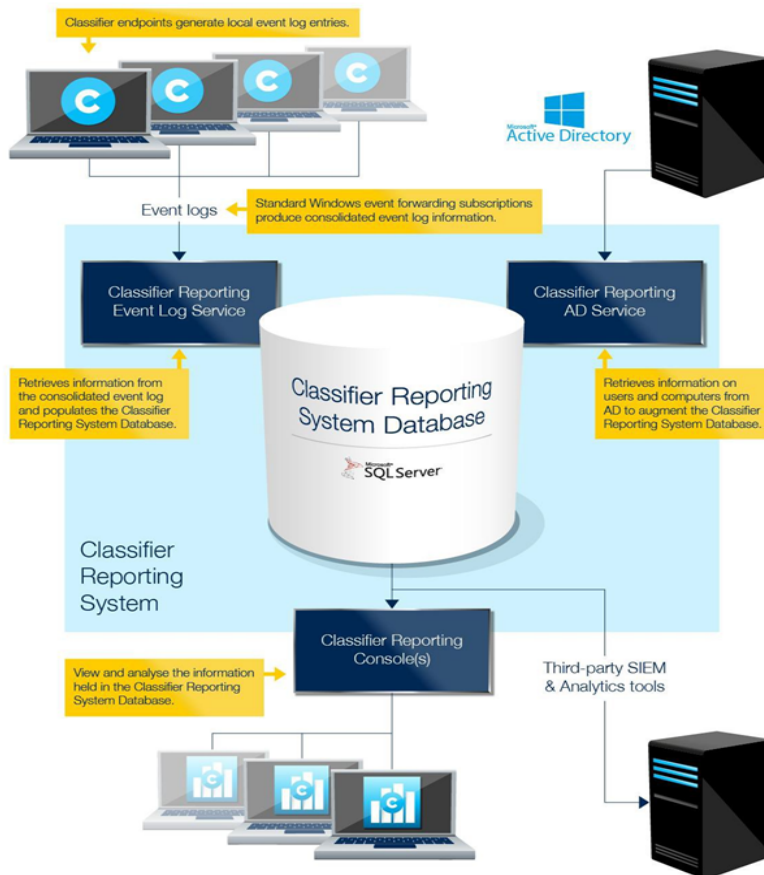 Classifier endpoints generate local event log entries.
C
C
C
C
Microsoft®
Active Directory
Event logs
Standard Windows event forwarding subscriptions
produce consolidated event log information.
Classifier Reporting
Event Log Service
Classifier Reporting
AD Service
Retrieves information from
the consolidated event log
and populates the Classifier
Reporting System Database.
Classifier Reporting
System Database
Microsoft®
SQL Server
Retrieves information on
users and computers from
AD to augment the Classifier
Reporting System Database.
Classifier
Reporting
System
Classifier Reporting
Console(s)
View and analyse the information
held in the Classifier Reporting
System Database.
Third-party SIEM
& Analytics tools
C
C
C